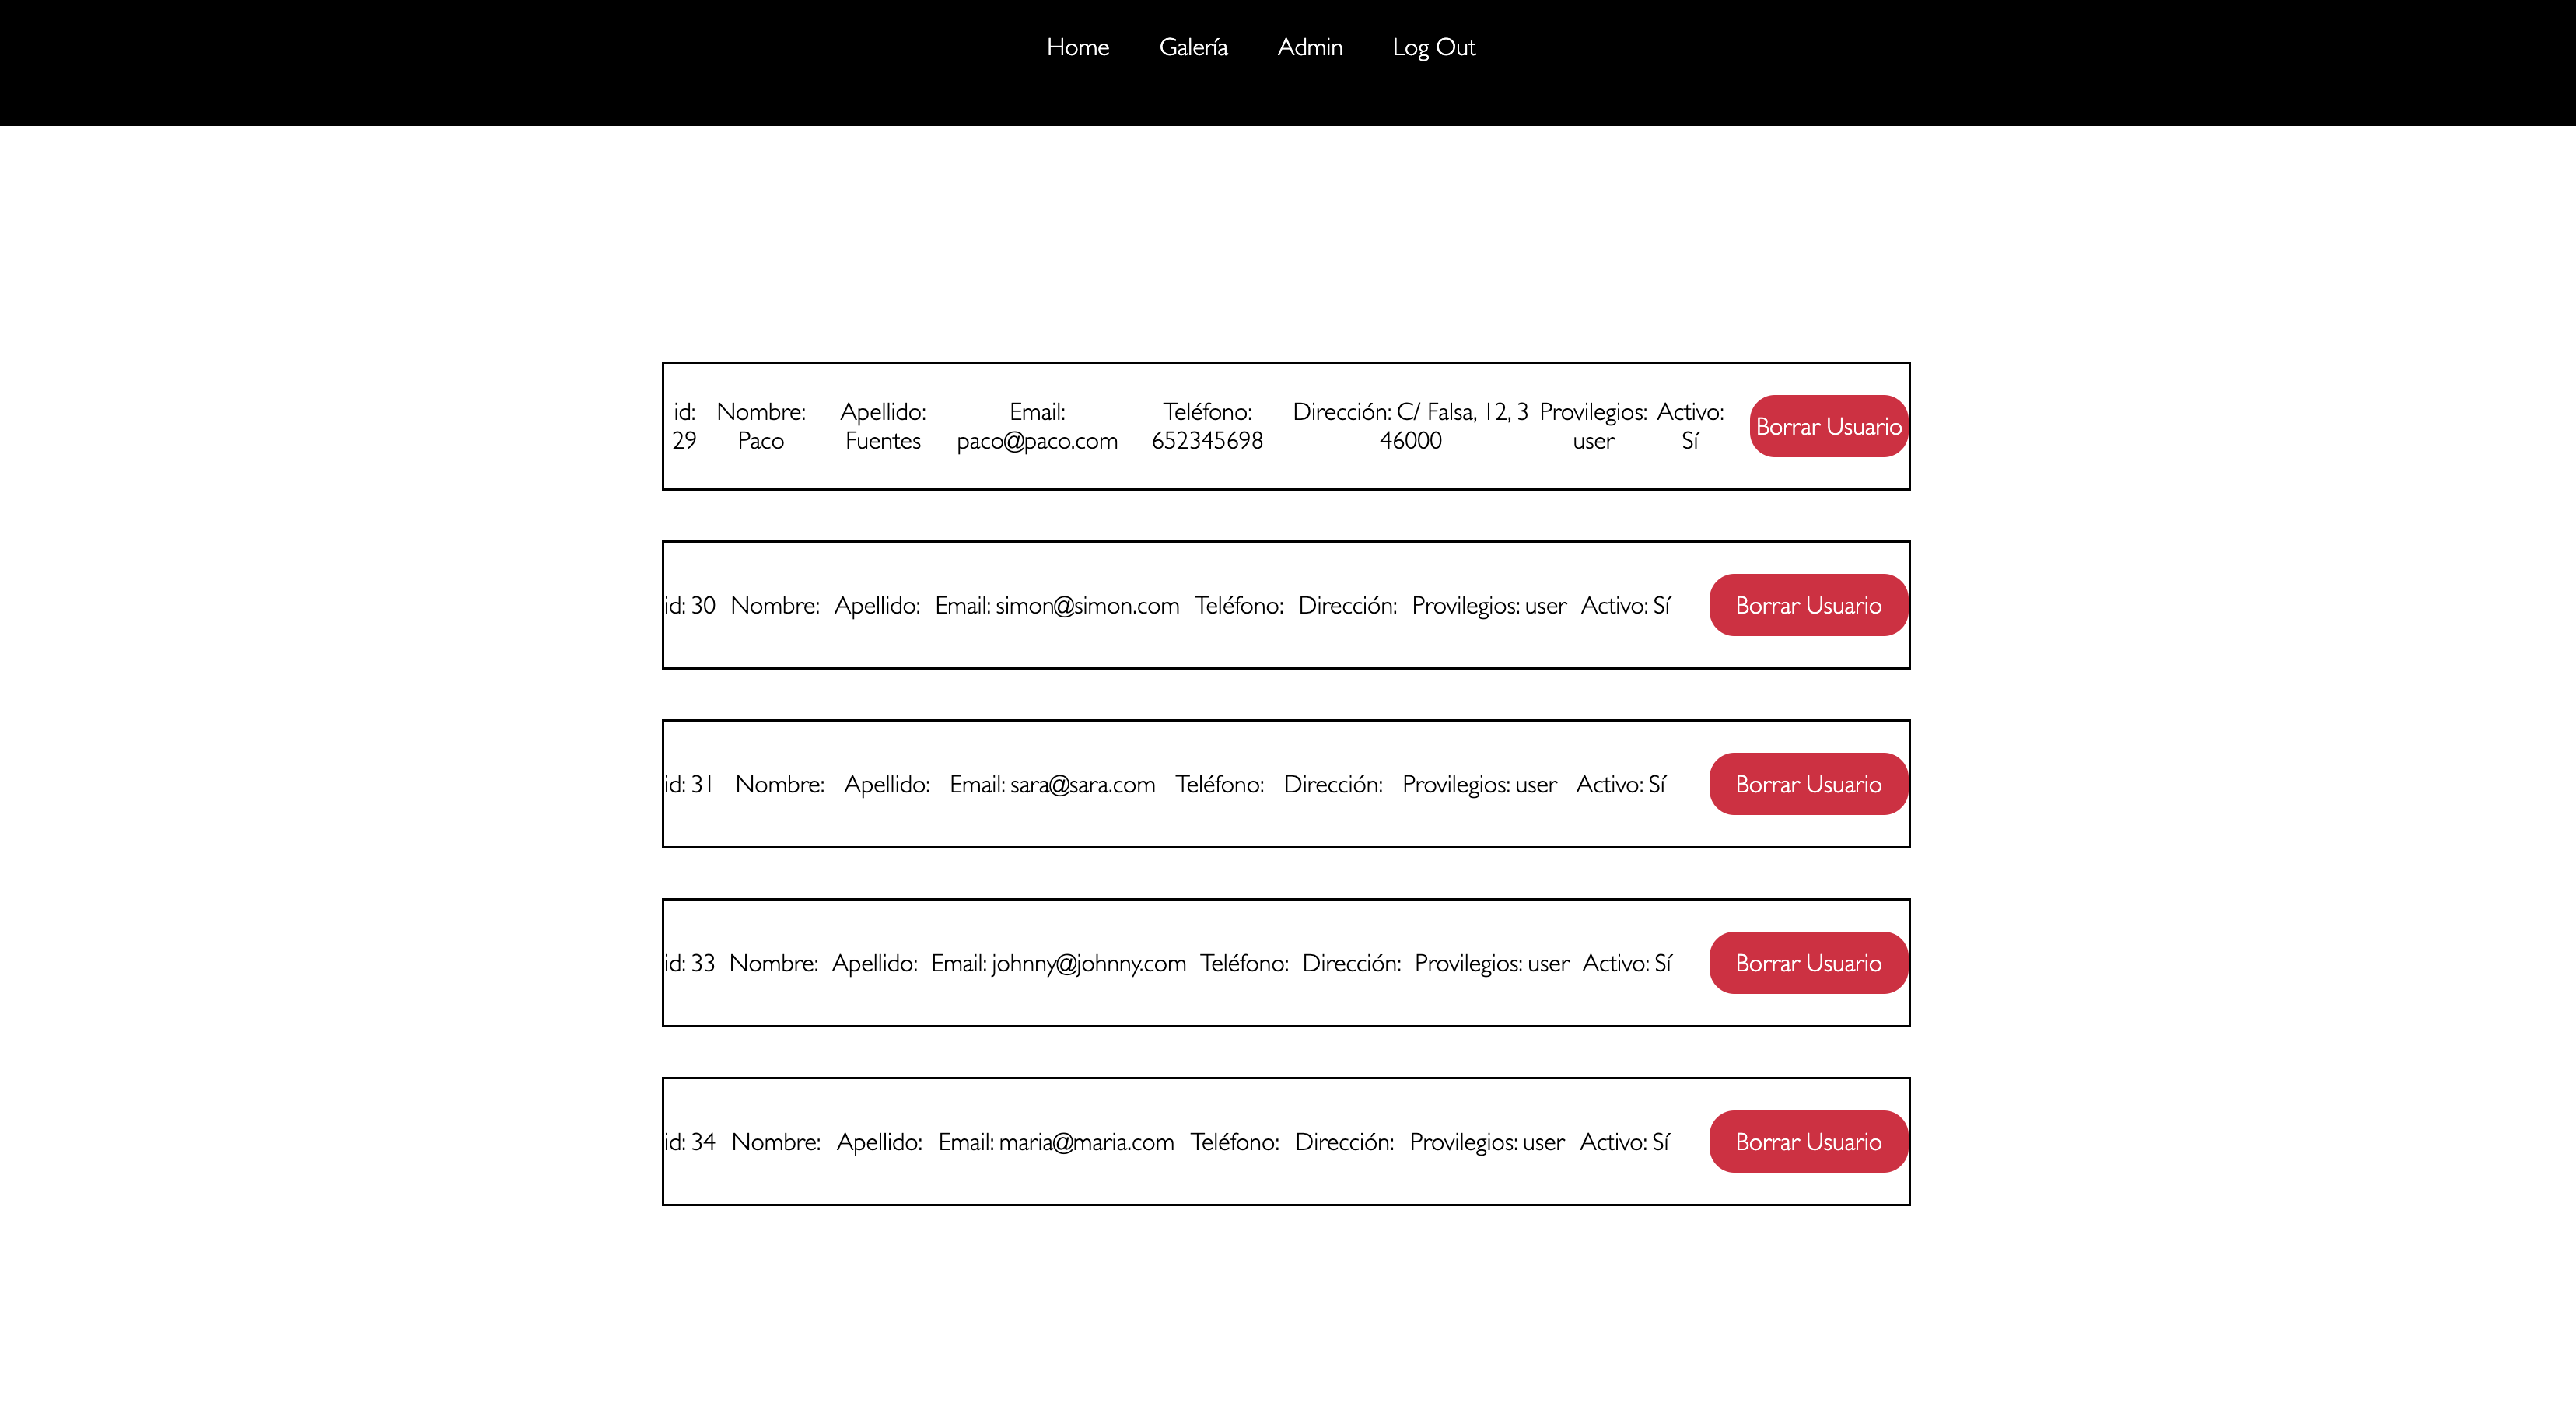 Home Galería Admin Log Out
id: 29 Nombre: Paco Apellido: Fuentes Email: paco@paco.com Teléfono: 652345698 Dirección: C/ Falsa, 12, 3 46000 Provilegios: user Activo: Sí Borrar Usuario
id: 30 Nombre: Apellido: Email: simon@simon.com Teléfono: Dirección: Provilegios: user Activo: Sí Borrar Usuario
id: 31 Nombre: Apellido: Email: sara@sara.com Teléfono: Dirección: Provilegios: user Activo: Sí Borrar Usuario
id: 33 Nombre: Apellido: Email: johnny@johnny.com Teléfono: Dirección: Provilegios: user Activo: Sí Borrar Usuario
id: 34 Nombre: Apellido: Email: maria@maria.com Teléfono: Dirección: Provilegios: user Activo: Sí Borrar Usuario